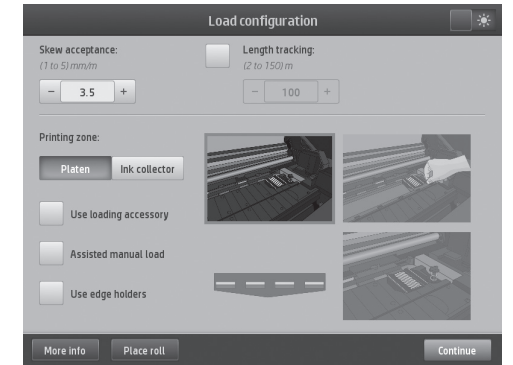 Load configuration
Skew acceptance:
(1 to 5) mm/m
− 3.5 +
Length tracking:
(2 to 150) m
− 100 +
Printing zone:
Platen
Ink collector
Use loading accessory
Assisted manual load
Use edge holders
More info
Place roll
Continue